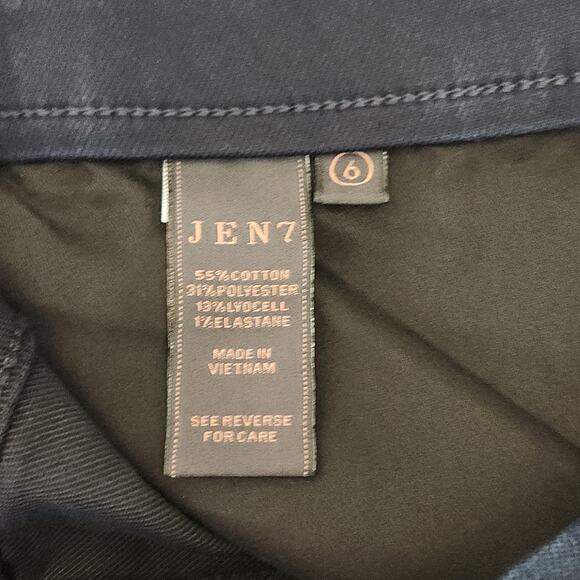 JEN7
55% COTTON
31% POLYESTER
13% LYOCELL
1% ELASTANE
MADE IN
VIETNAM
SEE REVERSE
FOR CARE
6